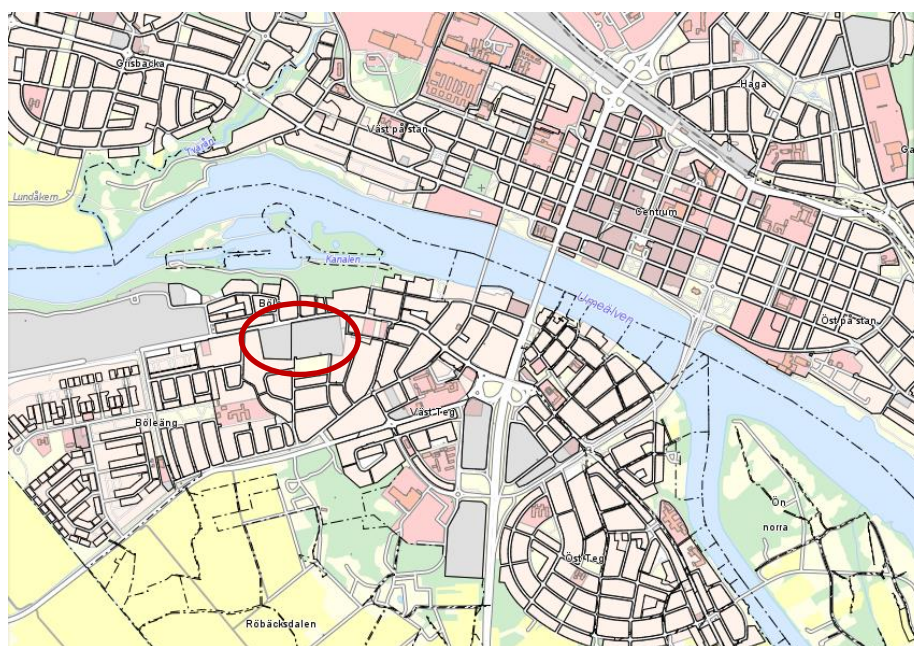 Grisbäcka
Haga
Väst på stan
Tvärån
Lundåkern
Centrum
Kanalen
Umeälven
Böl
Öst på stan
Väst Teg
Böleäng
Ön
norra
Öst Teg
Röbäcksdalen